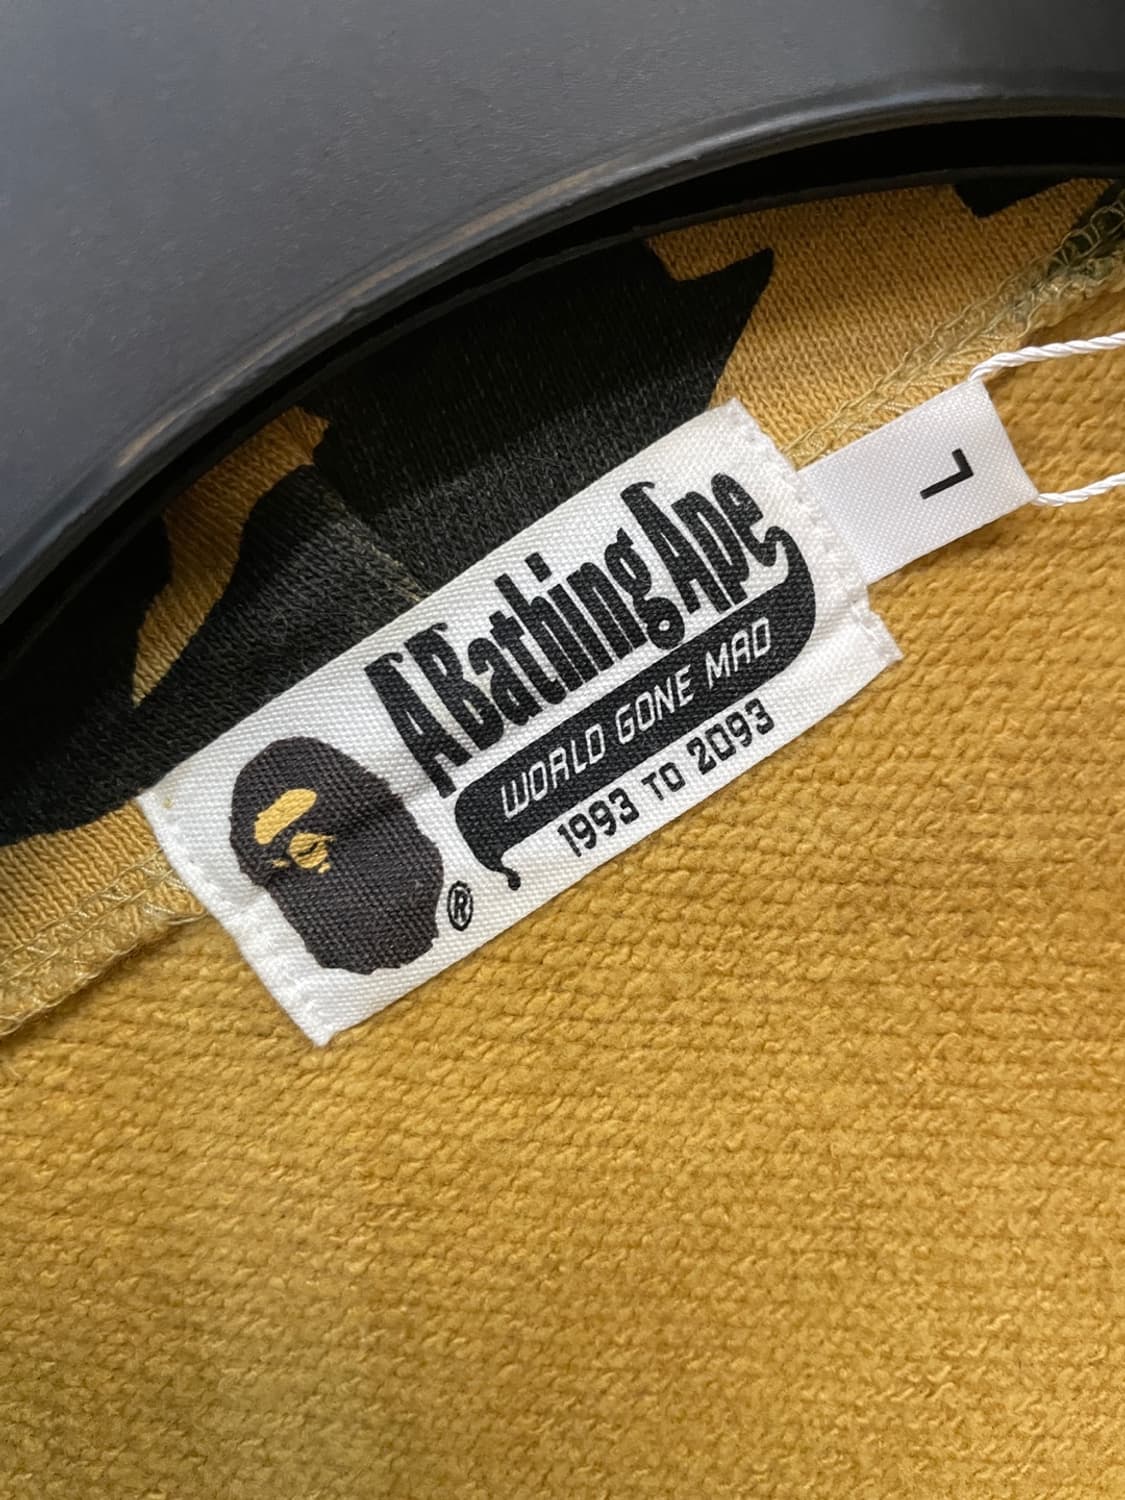 A Bathing Ape
WORLD GONE MAD
1993 TO 2093
®
L